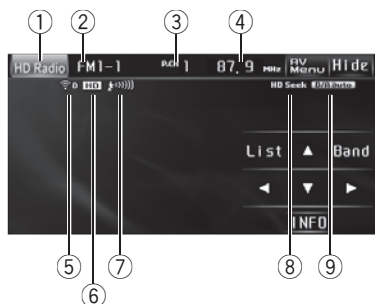 ① ② ③ ④
HD Radio FM1-1 P.CH 1 87.9 MHz AV Menu Hide
0 HD HD Seek D/A auto
List ▲ Band
◄ ▼ ►
INFO
⑤ ⑥ ⑦ ⑧ ⑨